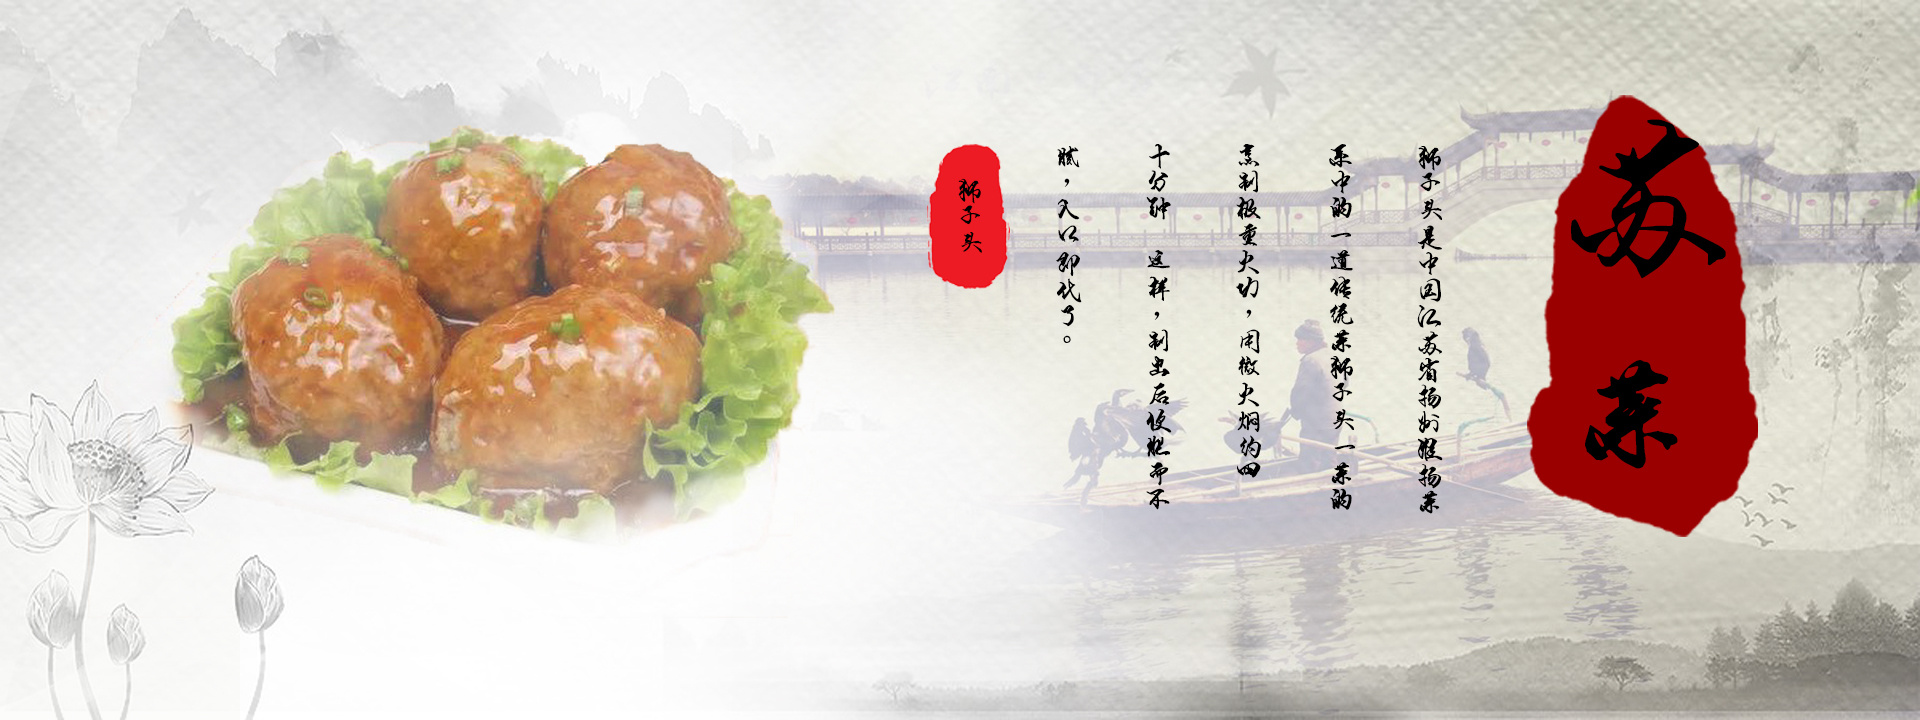 苏菜
狮子头是中国江苏省扬州淮扬菜
系中的一道传统菜狮子头一菜的
烹制极重火功，用微火焖约四
十分钟 这样，制出后便肥而不
腻，入口即化了。
狮子头